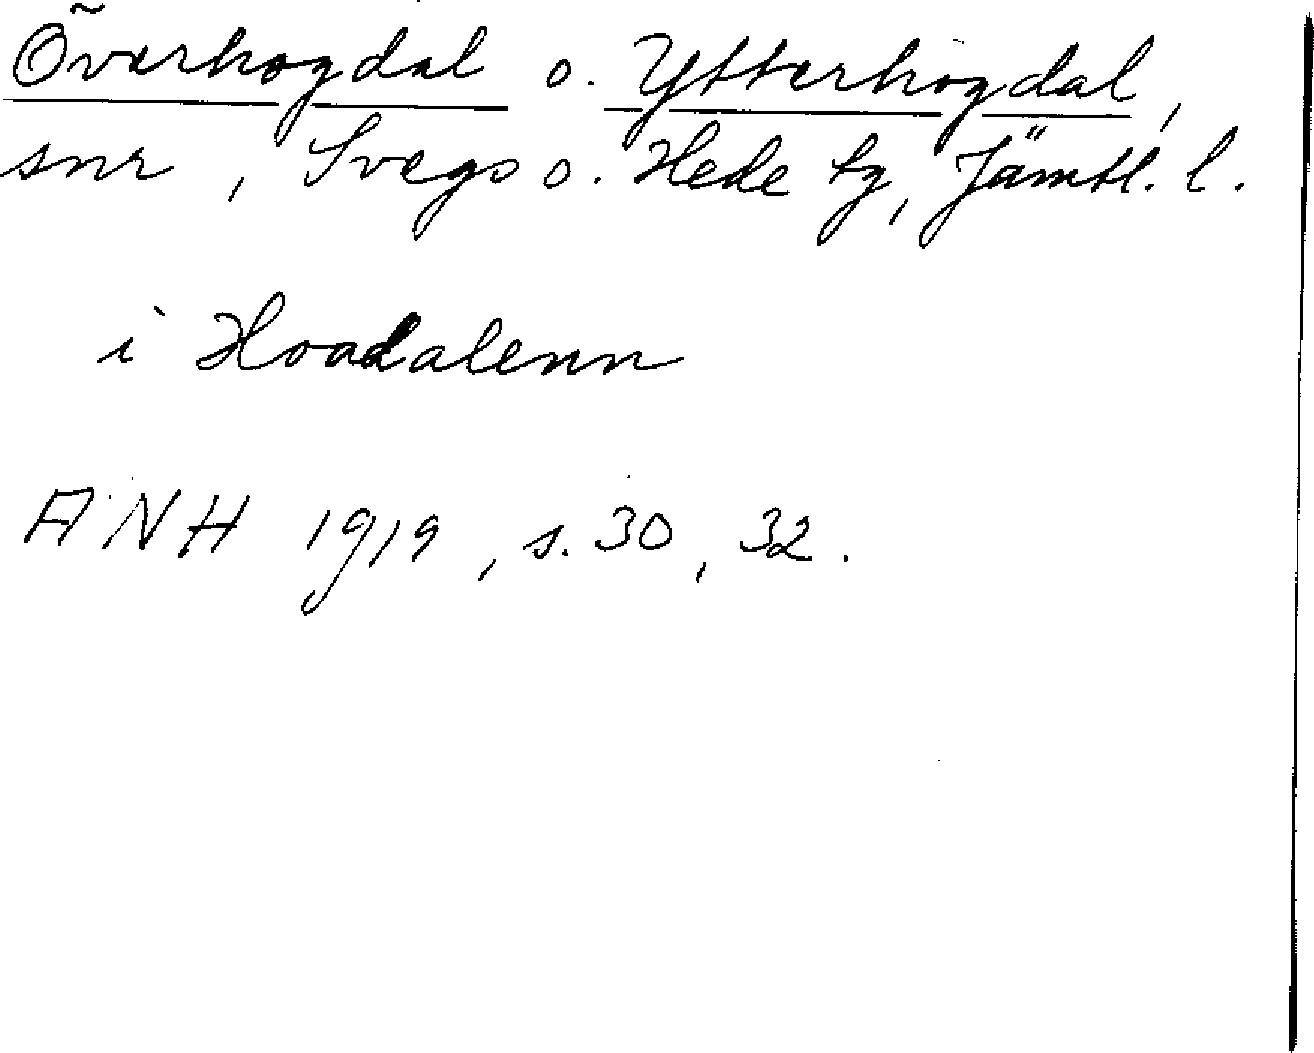 Överhogdal o. Ytterhogdal,
snr, Svegs o. Hede tg, Jämtl. l.
i Hoadalenn
ANH 1919, s. 30, 32.